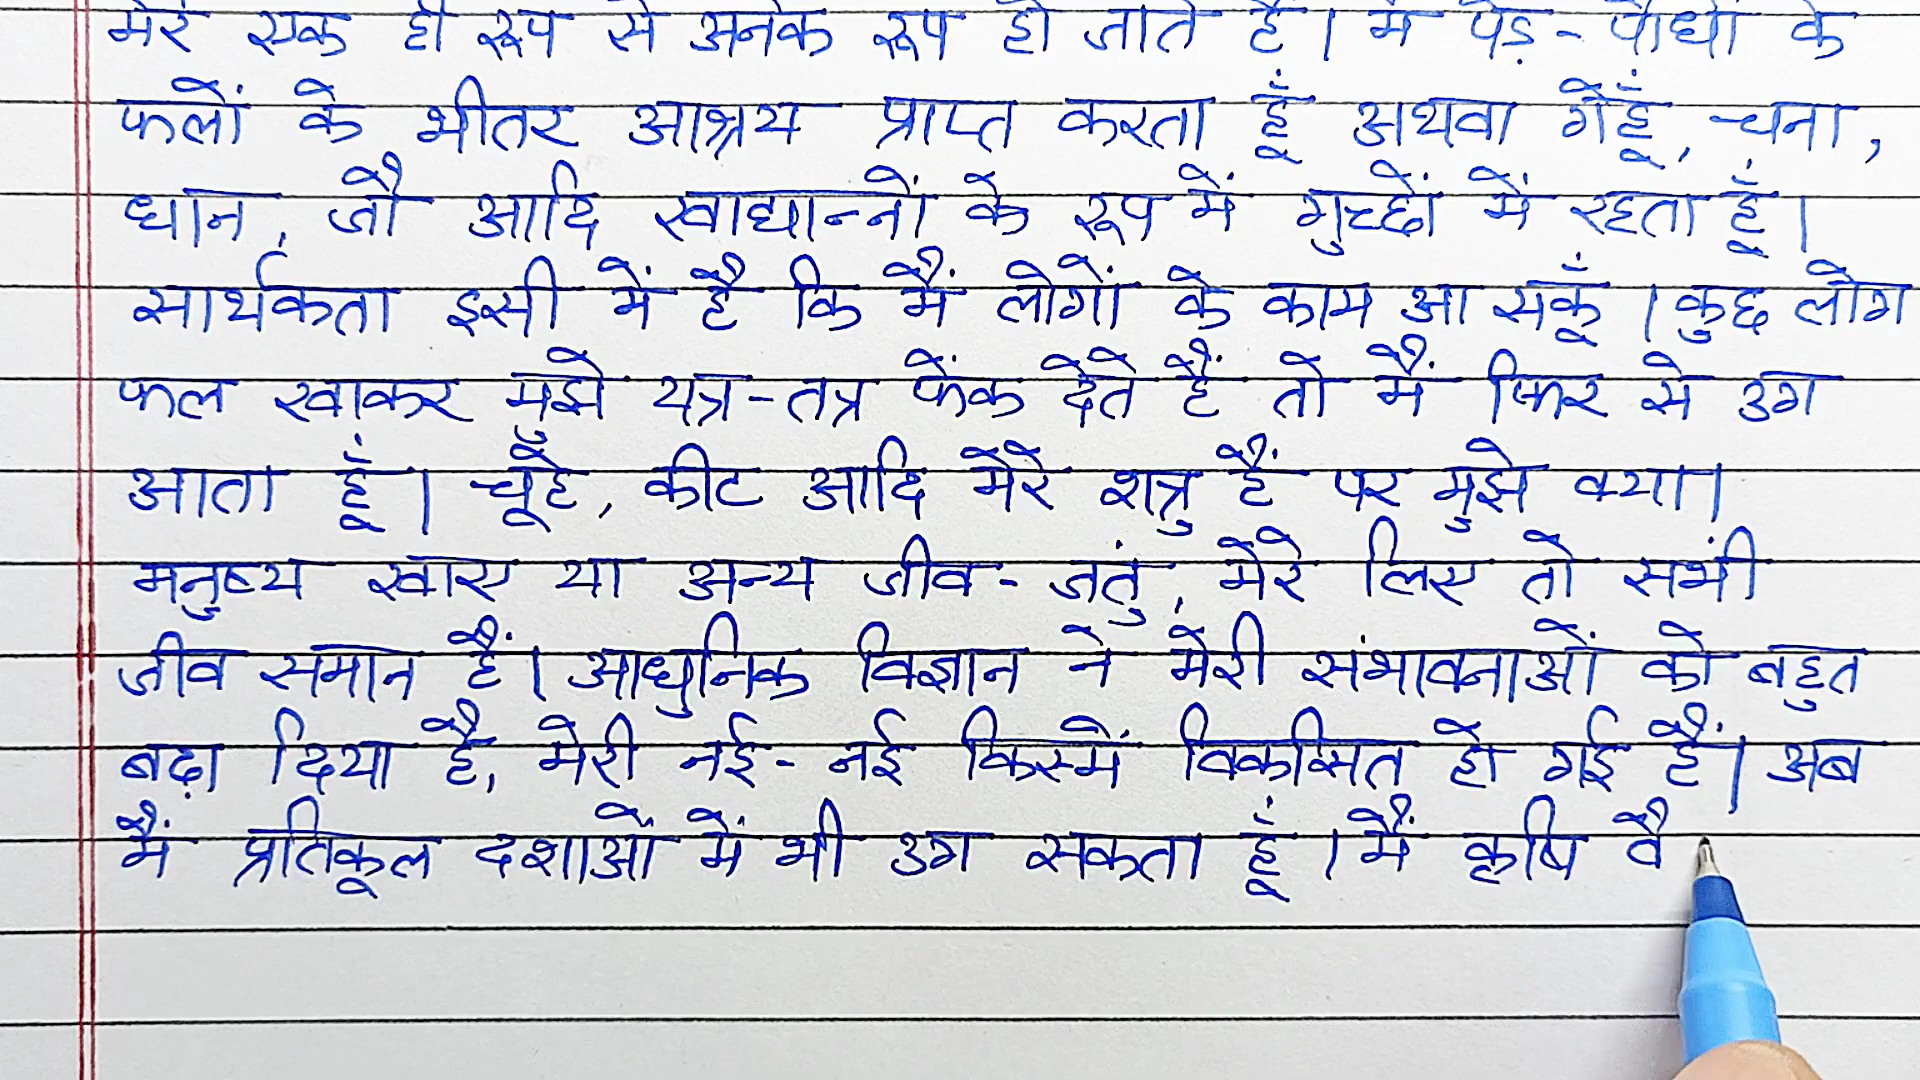 मेरे एक ही रूप से अनेक रूप हो जाते हैं। मैं पेड़-पौधों के
फलों के भीतर आश्रय प्राप्त करता हूँ अथवा गेहूँ, चना,
धान, जौ आदि खाद्यान्नों के रूप में गुच्छों में रहता हूँ।
सार्थकता इसी में है कि मैं लोगों के काम आ सकूँ। कुछ लोग
फल खाकर मुझे यत्र-तत्र फेंक देते हैं तो मैं फिर से उग
आता हूँ। चूहे, कीट आदि मेरे शत्रु हैं पर मुझे क्या।
मनुष्य खाए या अन्य जीव-जंतु, मेरे लिए तो सभी
जीव समान हैं। आधुनिक विज्ञान ने मेरी संभावनाओं को बहुत
बढ़ा दिया है, मेरी नई-नई किस्में विकसित हो गई हैं। अब
मैं प्रतिकूल दशाओं में भी उग सकता हूँ। मैं कृषि वै